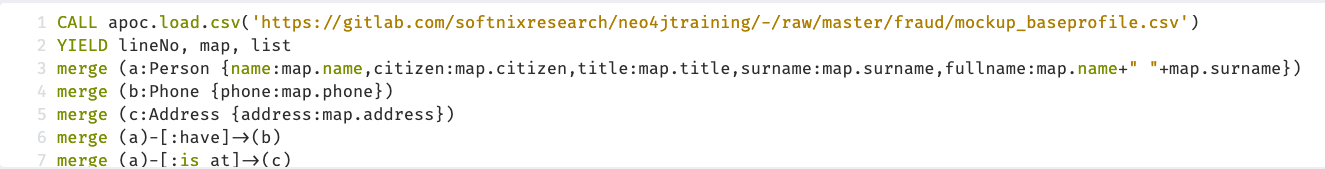 1 CALL apoc.load.csv('https://gitlab.com/softnixresearch/neo4jtraining/-/raw/master/fraud/mockup_baseprofile.csv')
2 YIELD lineNo, map, list
3 merge (a:Person {name:map.name,citizen:map.citizen,title:map.title,surname:map.surname,fullname:map.name+" "+map.surname})
4 merge (b:Phone {phone:map.phone})
5 merge (c:Address {address:map.address})
6 merge (a)-[:have]->(b)
7 merge (a)-[:is at]->(c)